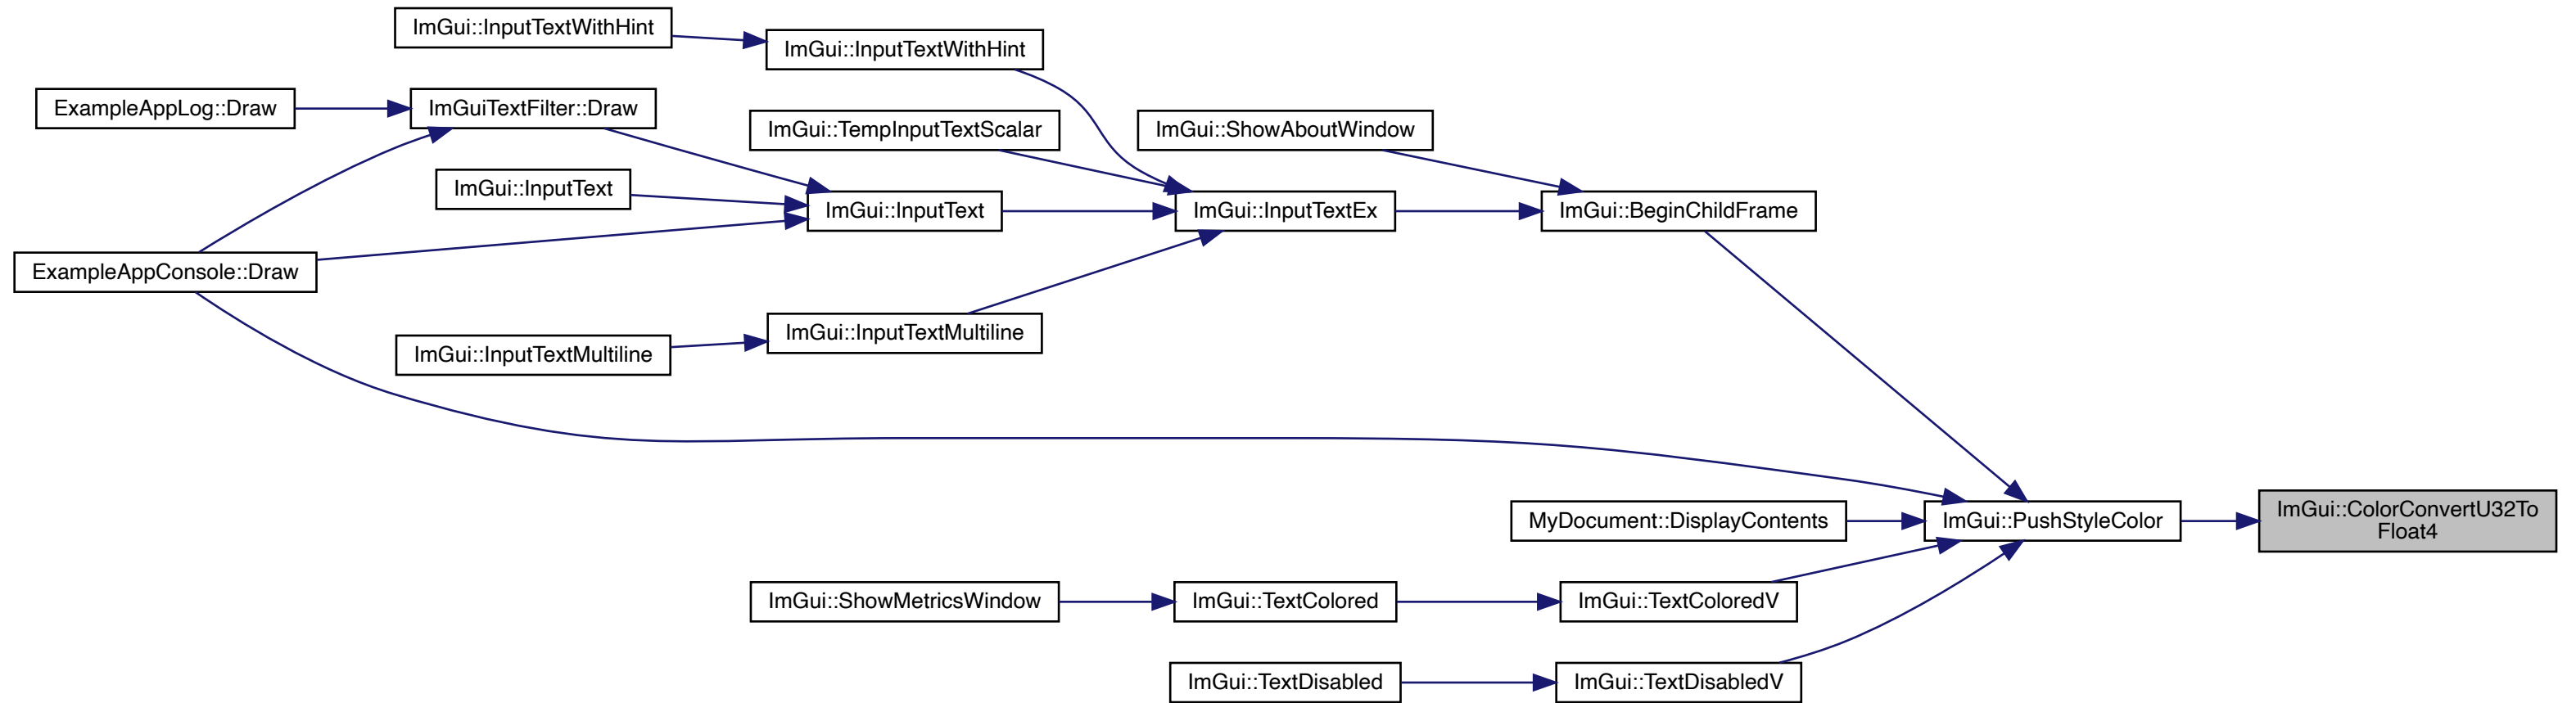 ImGui::InputTextWithHint
ImGui::InputTextWithHint
ExampleAppLog::Draw
ImGuiTextFilter::Draw
ImGui::TempInputTextScalar
ImGui::ShowAboutWindow
ImGui::InputText
ImGui::InputText
ImGui::InputTextEx
ImGui::BeginChildFrame
ExampleAppConsole::Draw
ImGui::InputTextMultiline
ImGui::InputTextMultiline
MyDocument::DisplayContents
ImGui::PushStyleColor
ImGui::ColorConvertU32To
Float4
ImGui::ShowMetricsWindow
ImGui::TextColored
ImGui::TextColoredV
ImGui::TextDisabled
ImGui::TextDisabledV